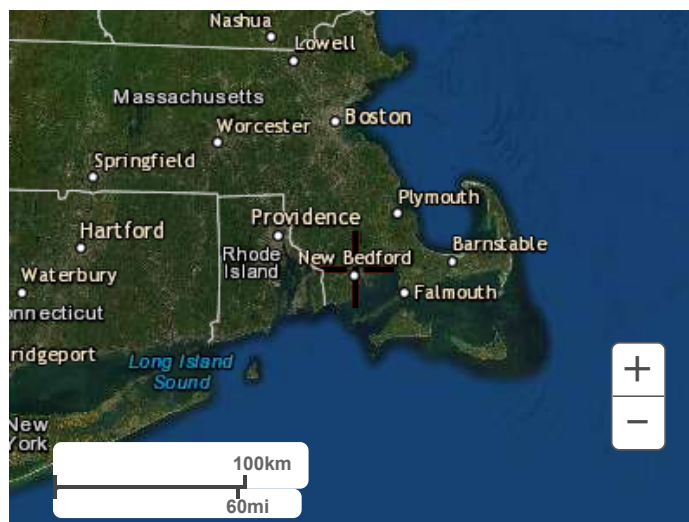 Nashua
Lowell
Massachusetts
Boston
Worcester
Springfield
Plymouth
Providence
Hartford
Barnstable
Rhode
Island
New Bedford
Waterbury
Falmouth
nnecticut
ridgeport
Long Island
Sound
New
York
100km
60mi
+
−